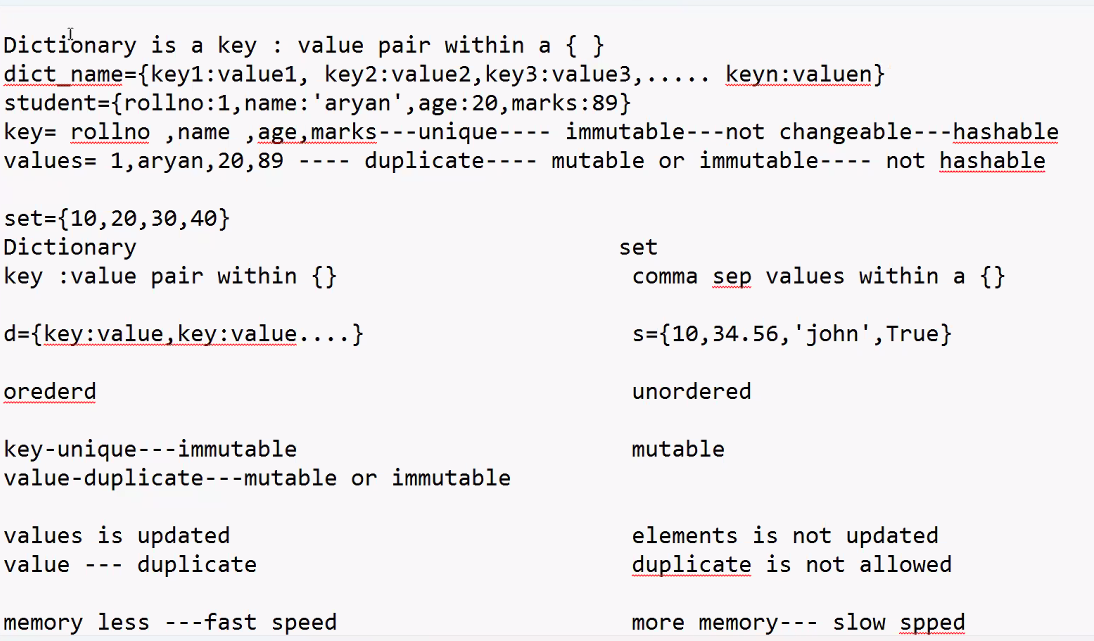 Dictionary is a key : value pair within a { }
dict_name={key1:value1, key2:value2,key3:value3,..... keyn:valuen}
student={rollno:1,name:'aryan',age:20,marks:89}
key= rollno ,name ,age,marks---unique---- immutable---not changeable---hashable
values= 1,aryan,20,89 ---- duplicate---- mutable or immutable---- not hashable
set={10,20,30,40}
Dictionary set
key :value pair within {} comma sep values within a {}
d={key:value,key:value....} s={10,34.56,'john',True}
orederd unordered
key-unique---immutable mutable
value-duplicate---mutable or immutable
values is updated elements is not updated
value --- duplicate duplicate is not allowed
memory less ---fast speed more memory--- slow spped